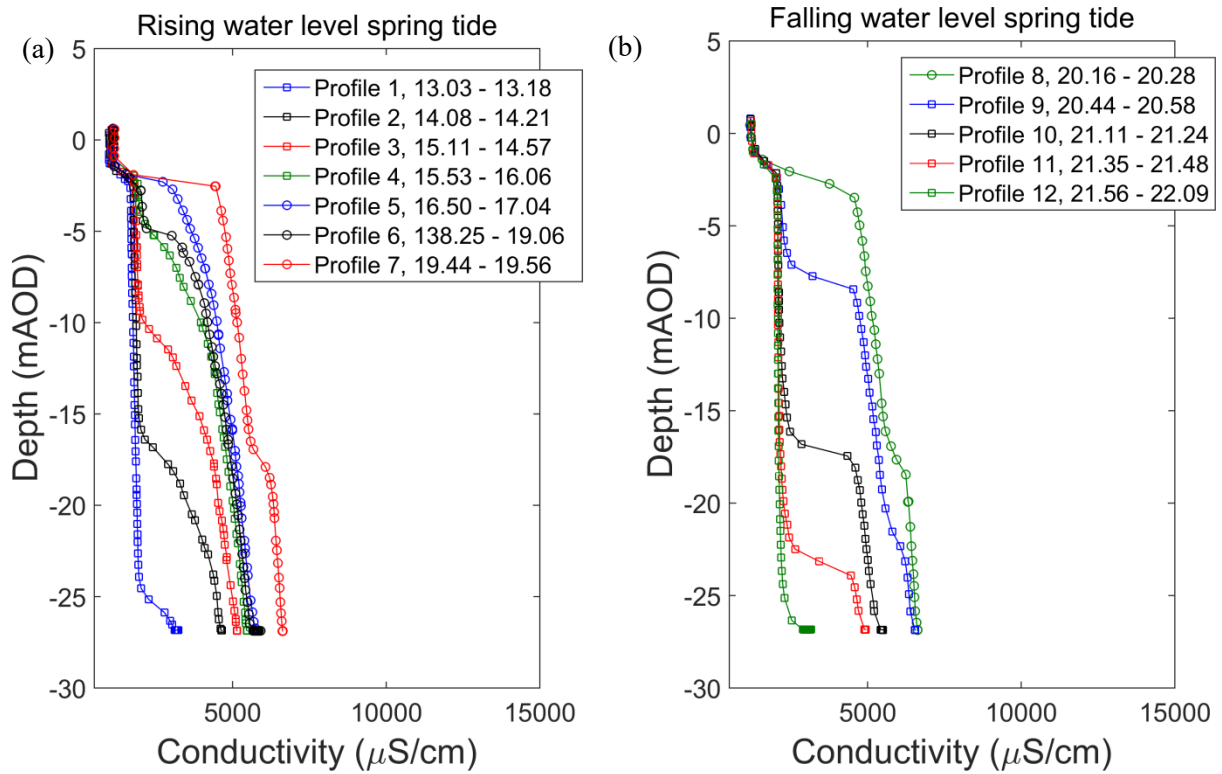 Rising water level spring tide
(a)
Profile 1, 13.03 - 13.18
Profile 2, 14.08 - 14.21
Profile 3, 15.11 - 14.57
Profile 4, 15.53 - 16.06
Profile 5, 16.50 - 17.04
Profile 6, 138.25 - 19.06
Profile 7, 19.44 - 19.56
5
0
-5
-10
-15
-20
-25
-30
Depth (mAOD)
5000 10000 15000
Conductivity (μS/cm)
Falling water level spring tide
(b)
Profile 8, 20.16 - 20.28
Profile 9, 20.44 - 20.58
Profile 10, 21.11 - 21.24
Profile 11, 21.35 - 21.48
Profile 12, 21.56 - 22.09
5
0
-5
-10
-15
-20
-25
-30
Depth (mAOD)
5000 10000 15000
Conductivity (μS/cm)